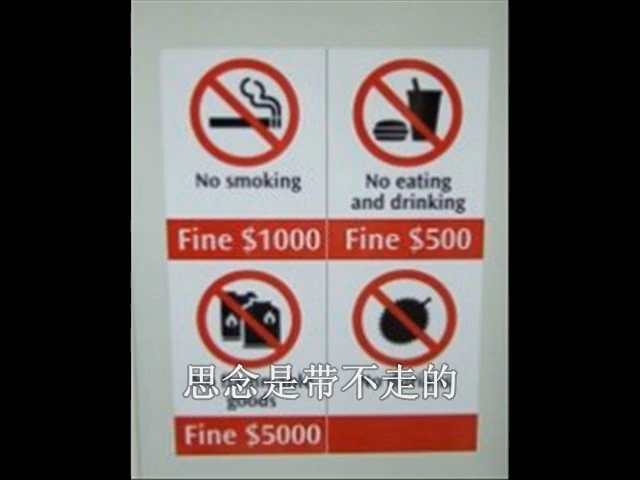 No smoking
No eating
and drinking
Fine $1000
Fine $500
思念是带不走的
goods
Fine $5000